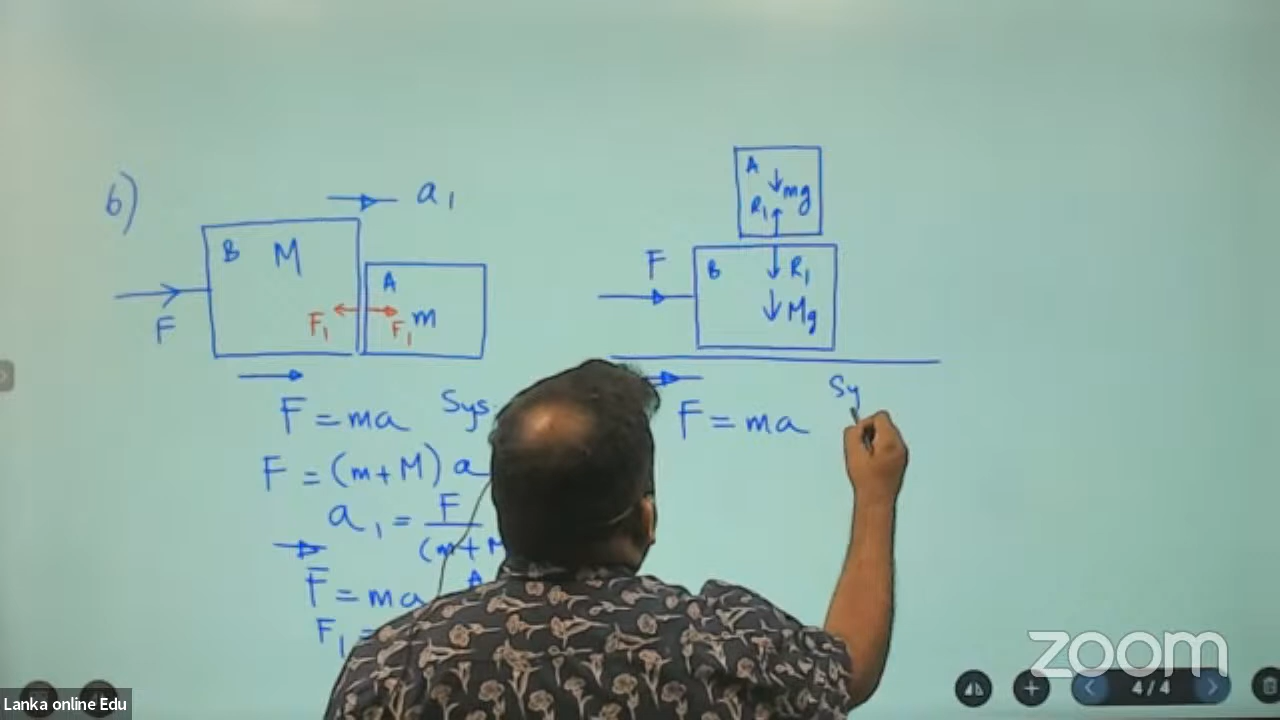 6)
a₁
B M
A
m
F
F₁
F₁
F = ma Sys
F = (m+M) a
a₁ = F
(m+M
F = ma A
F₁ =
A
↓ mg
R₁ ↑
F
B
↓ R₁
↓ Mg
F = ma Sy
zoom
4 / 4
Lanka online Edu